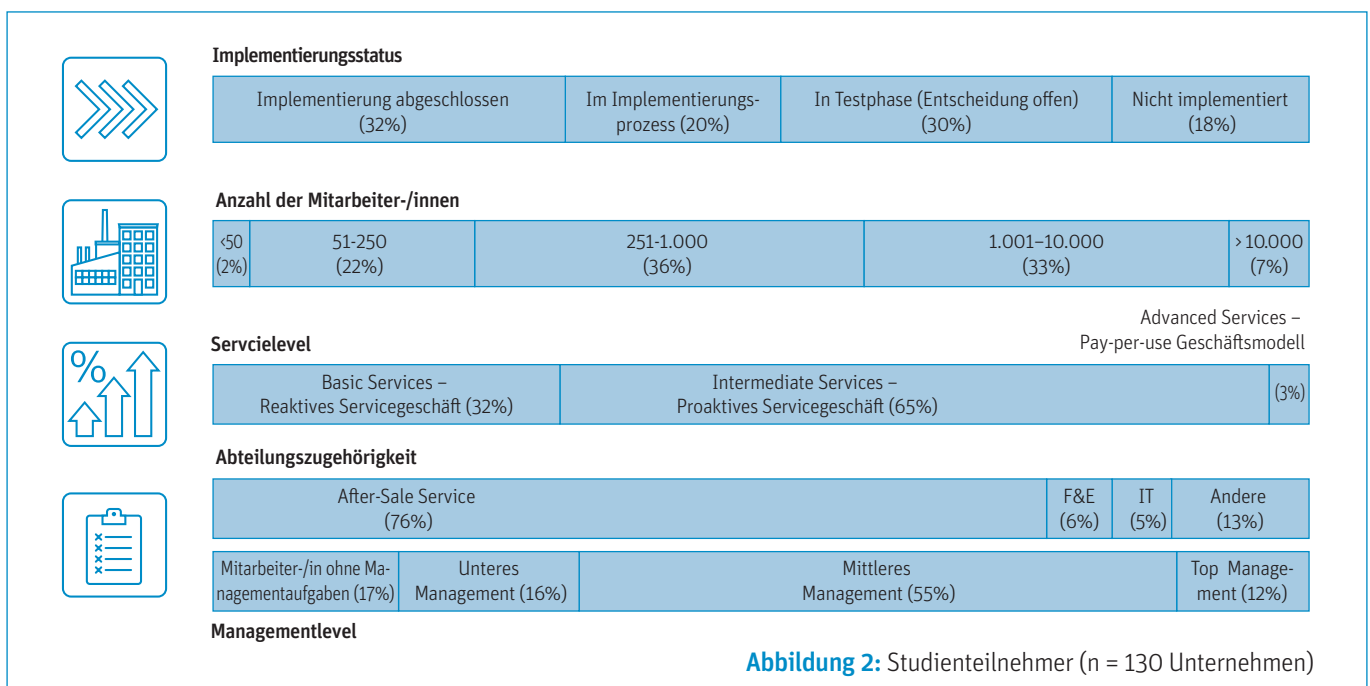 Implementierungsstatus
Implementierung abgeschlossen
(32%)
Im Implementierungs-
prozess (20%)
In Testphase (Entscheidung offen)
(30%)
Nicht implementiert
(18%)
Anzahl der Mitarbeiter-/innen
<50
(2%)
51-250
(22%)
251-1.000
(36%)
1.001–10.000
(33%)
> 10.000
(7%)
Advanced Services –
Pay-per-use Geschäftsmodell
%
Servcielevel
Basic Services –
Reaktives Servicegeschäft (32%)
Intermediate Services –
Proaktives Servicegeschäft (65%)
(3%)
Abteilungszugehörigkeit
After-Sale Service
(76%)
F&E
(6%)
IT
(5%)
Andere
(13%)
Mitarbeiter-/in ohne Ma-
nagementaufgaben (17%)
Unteres
Management (16%)
Mittleres
Management (55%)
Top Manage-
ment (12%)
Managementlevel
Abbildung 2: Studienteilnehmer (n = 130 Unternehmen)